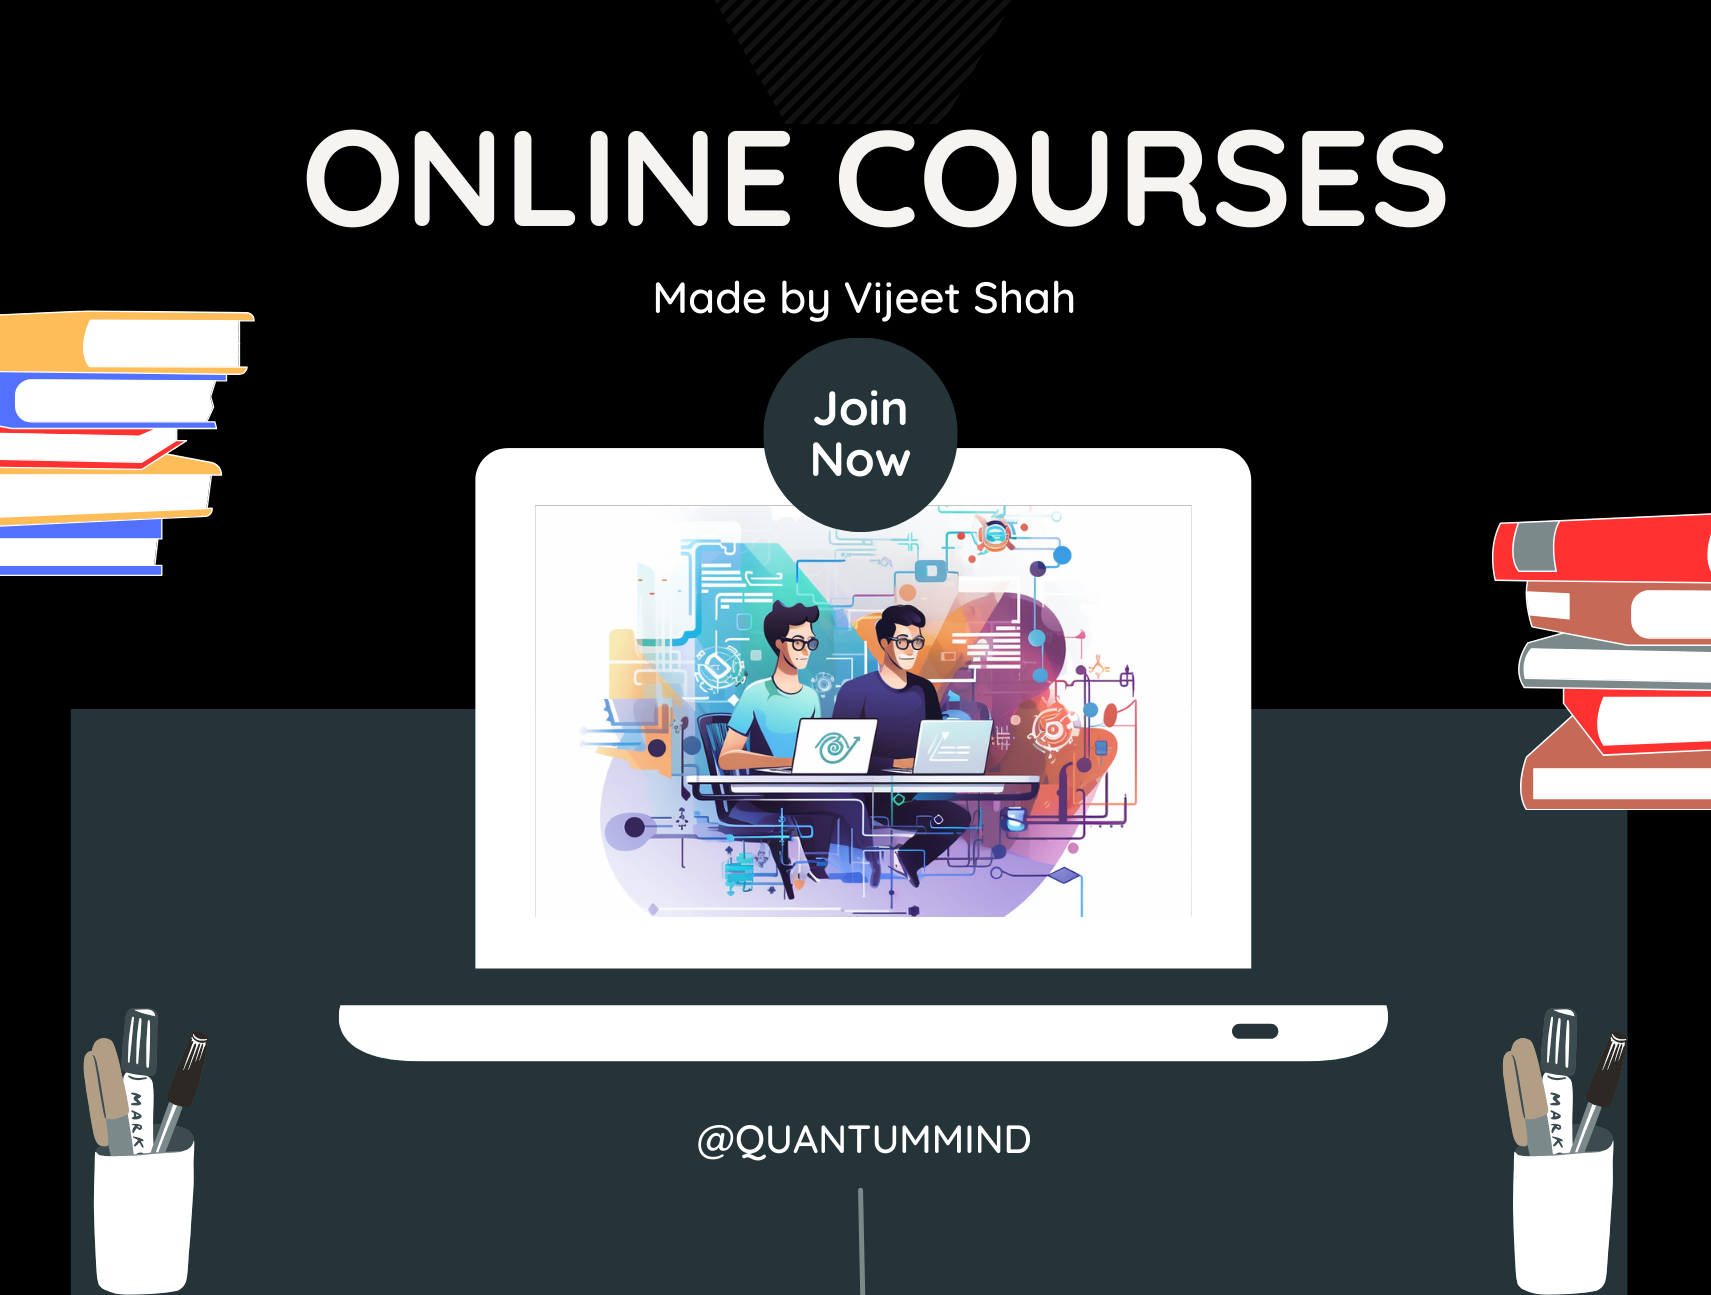 ONLINE COURSES
Made by Vijeet Shah
Join
Now
MARK
MARK
@QUANTUMMIND